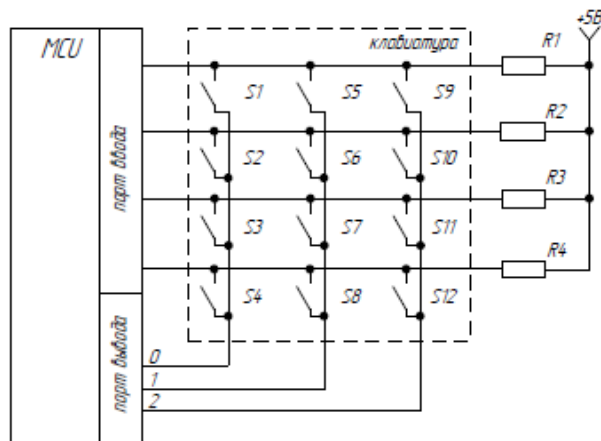 MCU
клавиатура
R1
+5В
S1
S5
S9
R2
S2
S6
S10
порт ввода
R3
S3
S7
S11
R4
S4
S8
S12
порт вывода
0
1
2